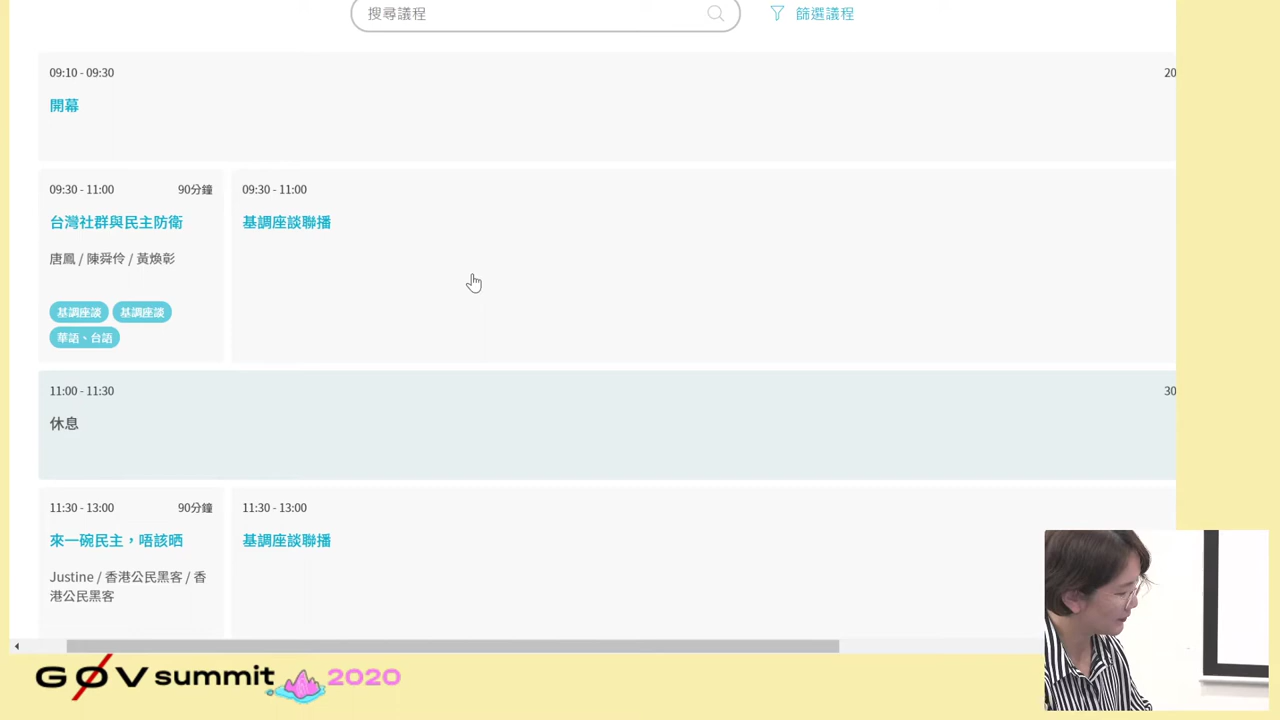 搜尋議程
篩選議程
09:10 - 09:30
20
開幕
09:30 - 11:00
90分鐘
台灣社群與民主防衛
唐鳳 / 陳舜伶 / 黃煥彰
基調座談
基調座談
華語、台語
09:30 - 11:00
基調座談聯播
11:00 - 11:30
30
休息
11:30 - 13:00
90分鐘
來一碗民主，唔該晒
Justine / 香港公民黑客 / 香
港公民黑客
11:30 - 13:00
基調座談聯播
GØV summit 2020